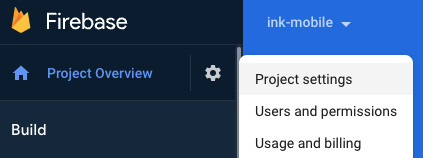 Firebase
ink-mobile
Project Overview
Project settings
Users and permissions
Build
Usage and billing